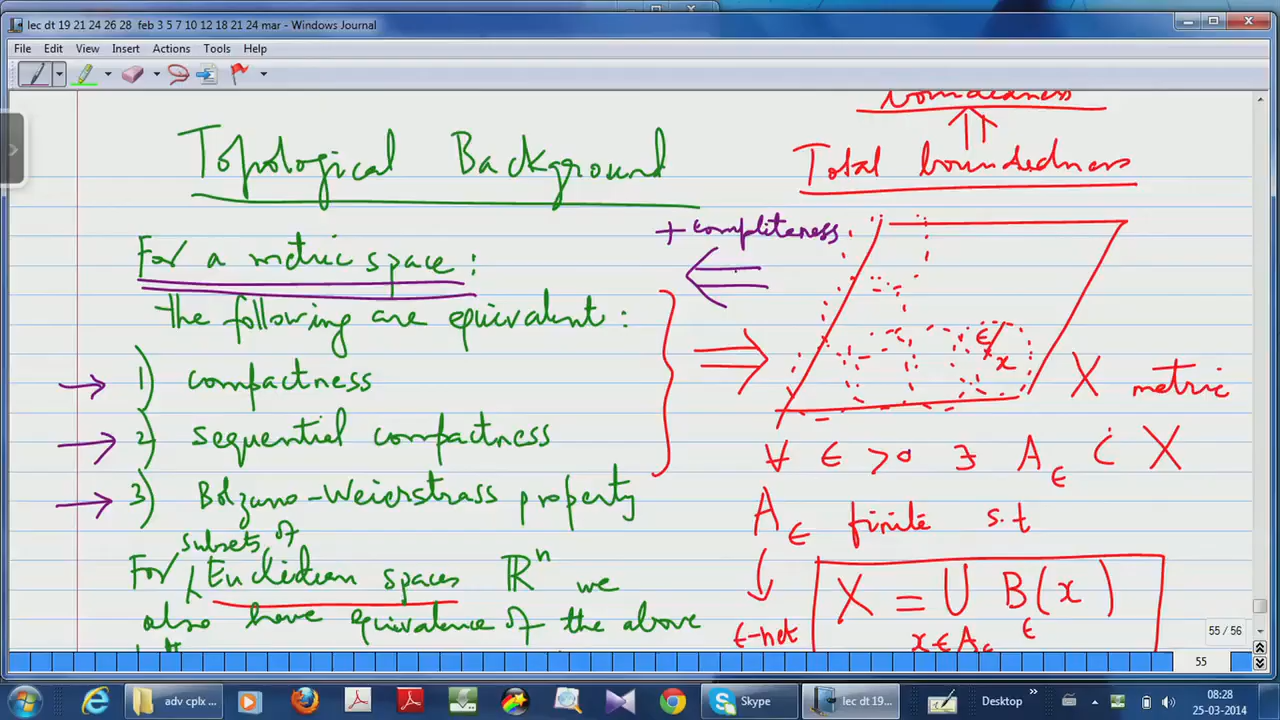 lec dt 19 21 24 26 28 feb 3 5 7 10 12 18 21 24 mar - Windows Journal
File Edit View Insert Actions Tools Help
Topological Background
For a metric space :
the following are equivalent :
1) compactness
2) sequential compactness
3) Bolzano-Weierstrass property
subsets of
For Euclidean spaces ℝⁿ we
also have equivalence of the above
boundedness
⇑
Total boundedness
+ compliteness
⇐
⇒
ε
x
X metric
∀ ε > 0 ∃ A_ε ⊂ X
A_ε finite s.t
ε-net
X = ∪ B_ε(x)
x ∈ A_ε
55 / 56
55
adv cplx ...
Skype
lec dt 19...
Desktop
08:28
25-03-2014